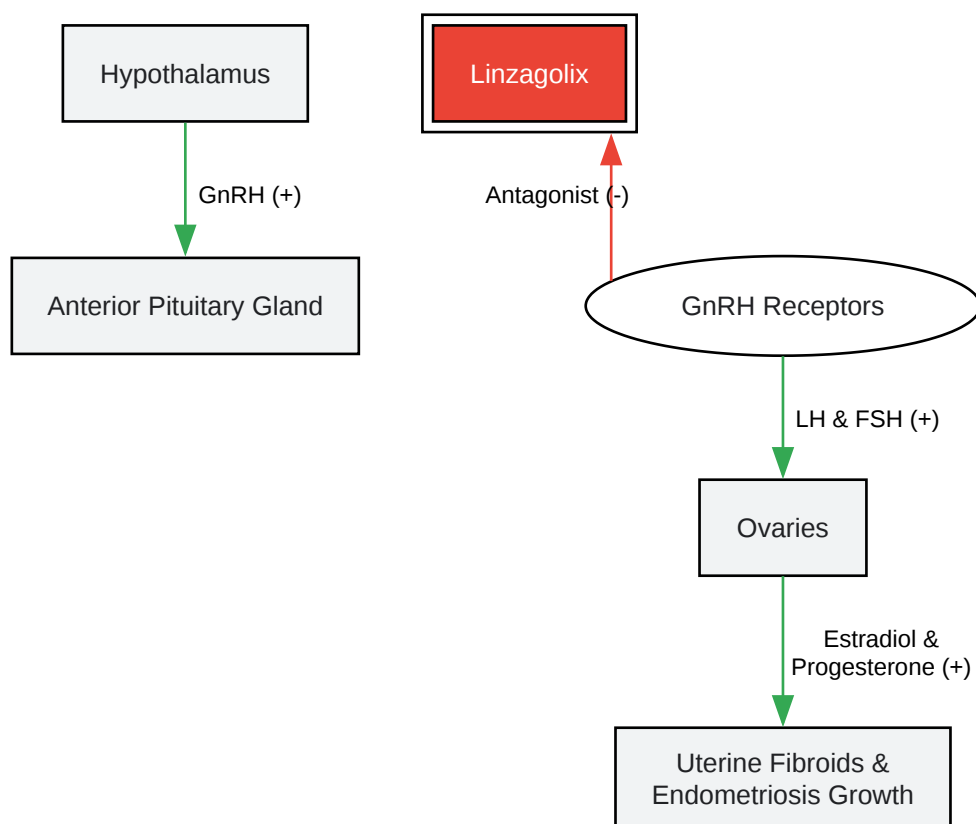 Hypothalamus
Linzagolix
GnRH (+)
Antagonist (-)
Anterior Pituitary Gland
GnRH Receptors
LH & FSH (+)
Ovaries
Estradiol &
Progesterone (+)
Uterine Fibroids &
Endometriosis Growth